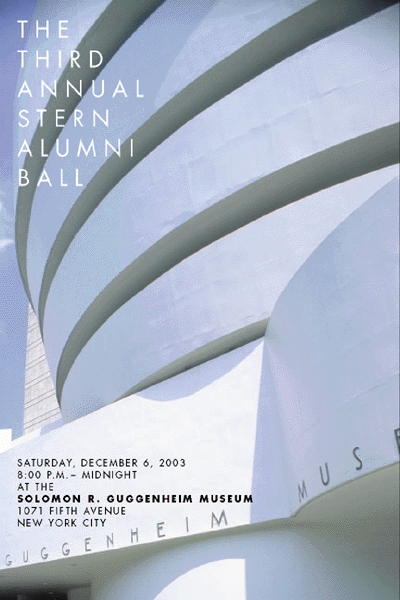 THE
THIRD
ANNUAL
STERN
ALUMNI
BALL
SATURDAY, DECEMBER 6, 2003
8:00 P.M. – MIDNIGHT
AT THE
SOLOMON R. GUGGENHEIM MUSEUM
1071 FIFTH AVENUE
NEW YORK CITY
GUGGENHEIM MUSE